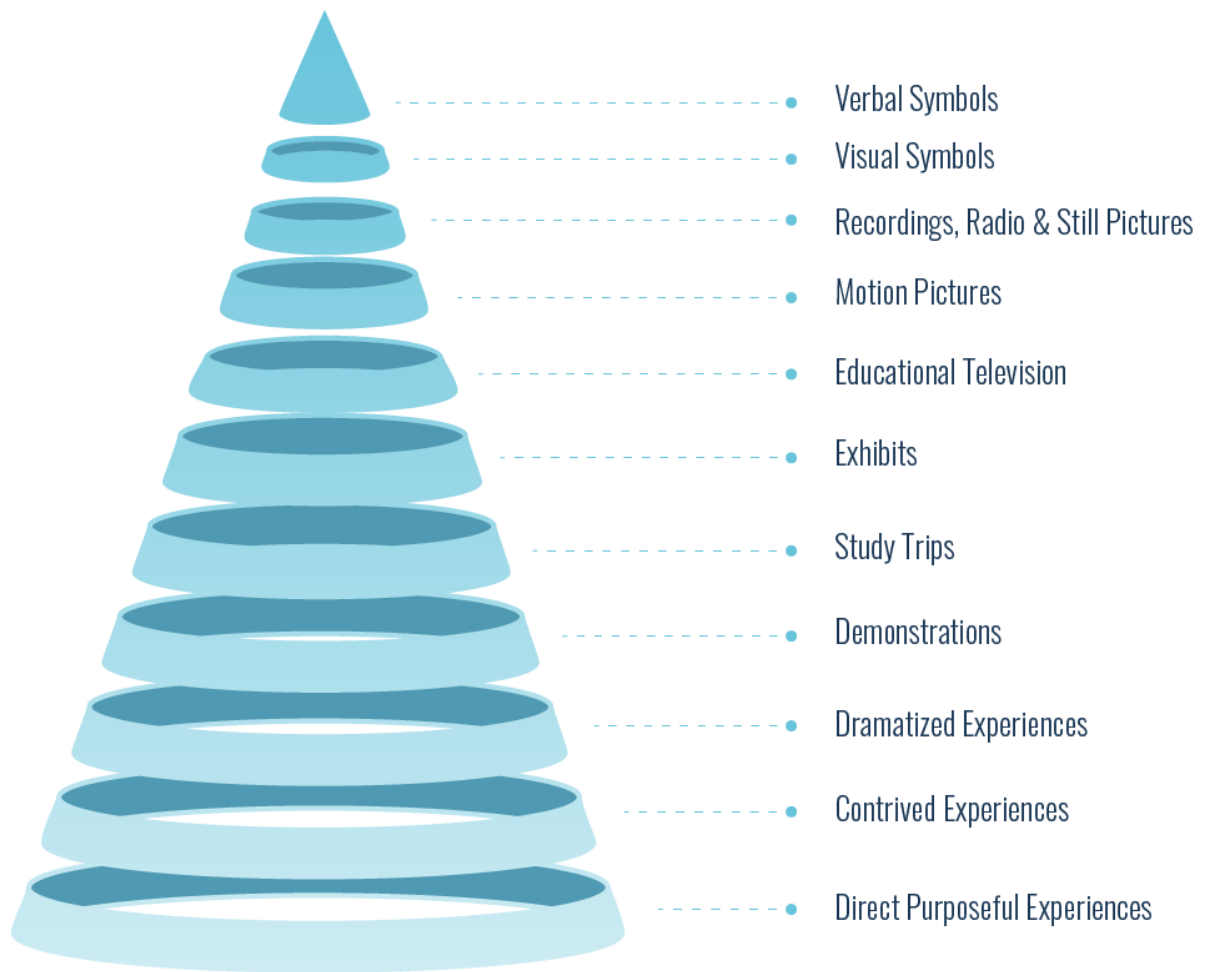 Verbal Symbols
Visual Symbols
Recordings, Radio & Still Pictures
Motion Pictures
Educational Television
Exhibits
Study Trips
Demonstrations
Dramatized Experiences
Contrived Experiences
Direct Purposeful Experiences